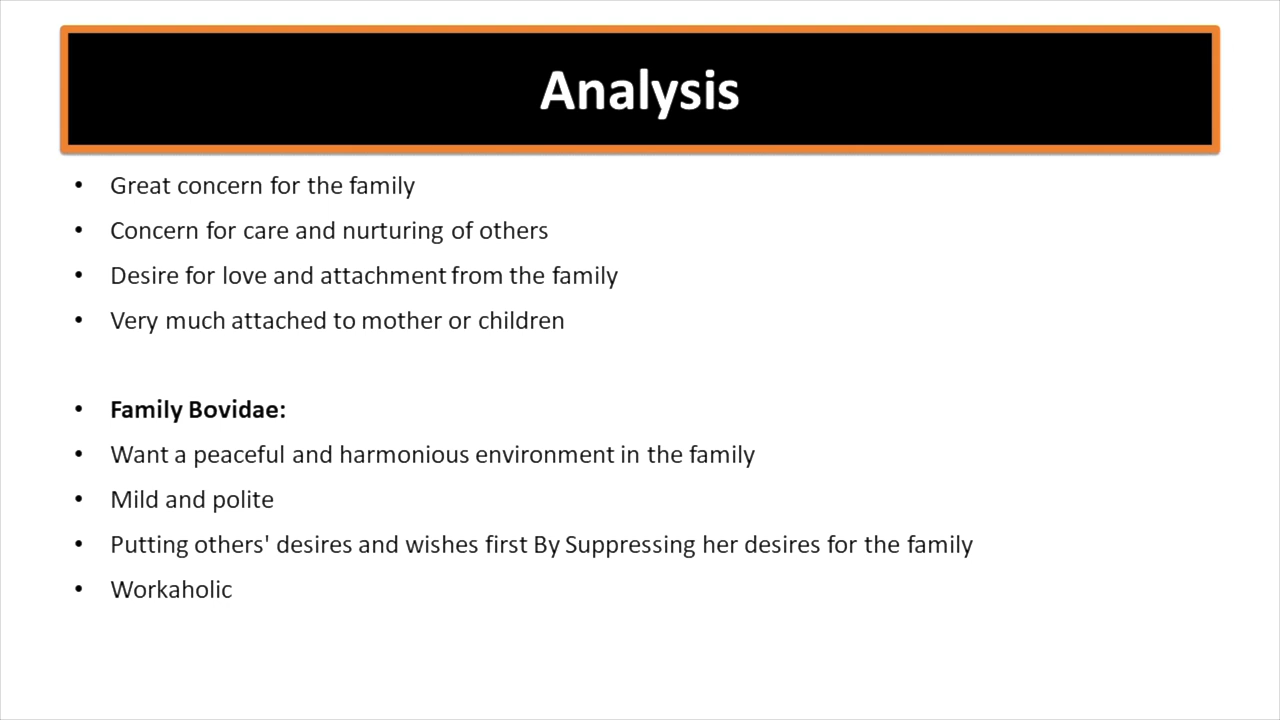 Analysis
• Great concern for the family
• Concern for care and nurturing of others
• Desire for love and attachment from the family
• Very much attached to mother or children
• Family Bovidae:
• Want a peaceful and harmonious environment in the family
• Mild and polite
• Putting others' desires and wishes first By Suppressing her desires for the family
• Workaholic